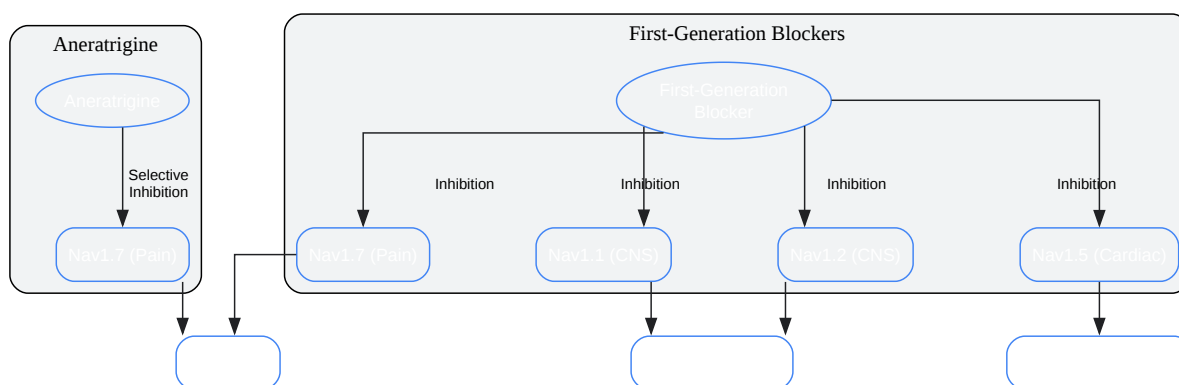 Aneratrigine
First-Generation Blockers
Aneratrigine
First-Generation
Blocker
Selective
Inhibition
Inhibition
Inhibition
Inhibition
Inhibition
Nav1.7 (Pain)
Nav1.7 (Pain)
Nav1.1 (CNS)
Nav1.2 (CNS)
Nav1.5 (Cardiac)